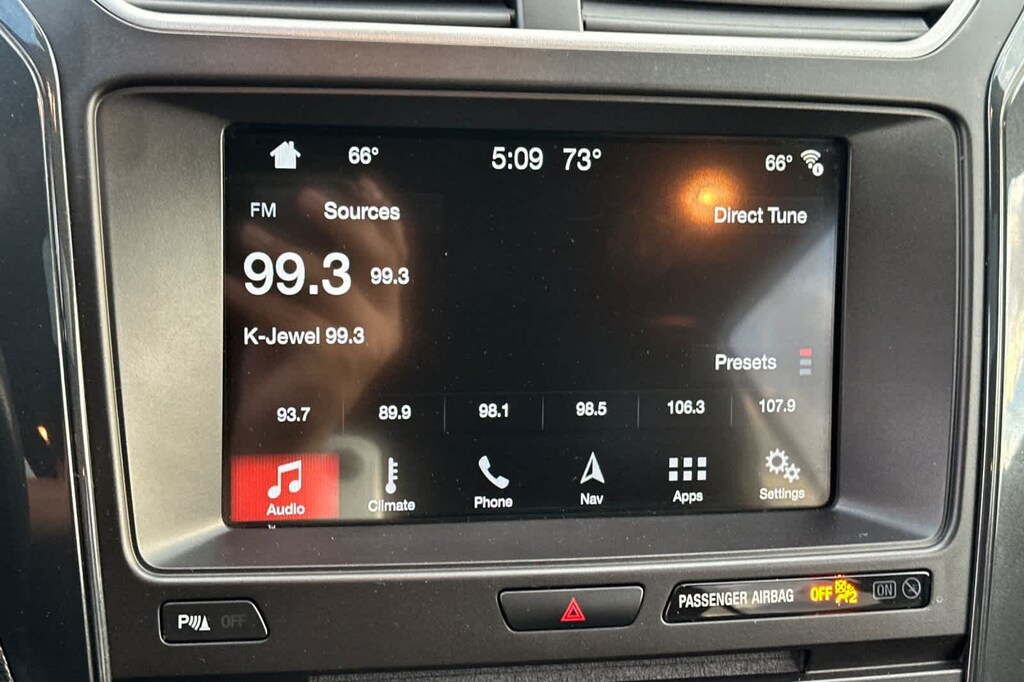 66° 5:09 73° 66°
FM Sources Direct Tune
99.3 99.3
K-Jewel 99.3
Presets
93.7 89.9 98.1 98.5 106.3 107.9
Audio Climate Phone Nav Apps Settings
P OFF
PASSENGER AIRBAG OFF 2 ON